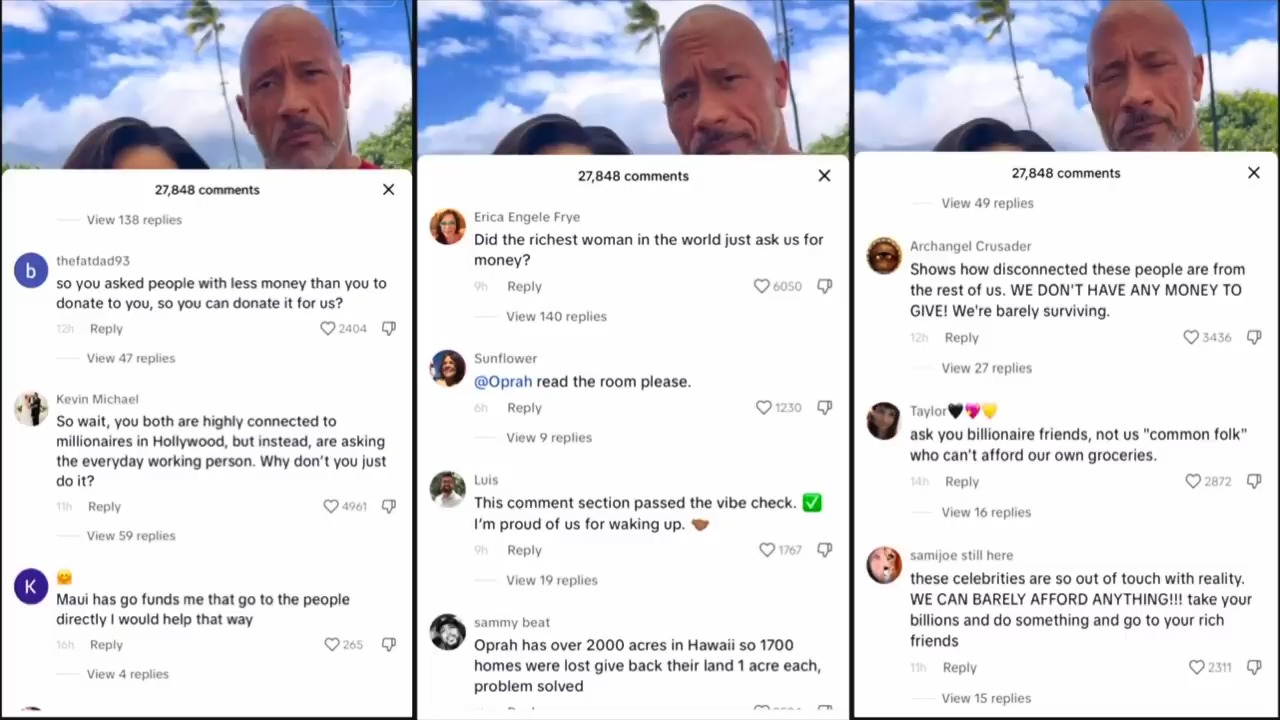 27,848 comments
View 138 replies
b
thefatdad93
so you asked people with less money than you to
donate to you, so you can donate it for us?
12h Reply 2404
View 47 replies
Kevin Michael
So wait, you both are highly connected to
millionaires in Hollywood, but instead, are asking
the everyday working person. Why don't you just
do it?
11h Reply 4961
View 59 replies
K
🤗
Maui has go funds me that go to the people
directly I would help that way
16h Reply 265
View 4 replies
27,848 comments
Erica Engele Frye
Did the richest woman in the world just ask us for
money?
9h Reply 6050
View 140 replies
Sunflower
@Oprah read the room please.
6h Reply 1230
View 9 replies
Luis
This comment section passed the vibe check. ✅
I'm proud of us for waking up. 🤝🏾
9h Reply 1767
View 19 replies
sammy beat
Oprah has over 2000 acres in Hawaii so 1700
homes were lost give back their land 1 acre each,
problem solved
Reply
27,848 comments
View 49 replies
Archangel Crusader
Shows how disconnected these people are from
the rest of us. WE DON'T HAVE ANY MONEY TO
GIVE! We're barely surviving.
12h Reply 3436
View 27 replies
Taylor🖤💖💛
ask you billionaire friends, not us "common folk"
who can't afford our own groceries.
14h Reply 2872
View 16 replies
samijoe still here
these celebrities are so out of touch with reality.
WE CAN BARELY AFFORD ANYTHING!!! take your
billions and do something and go to your rich
friends
11h Reply 2311
View 15 replies